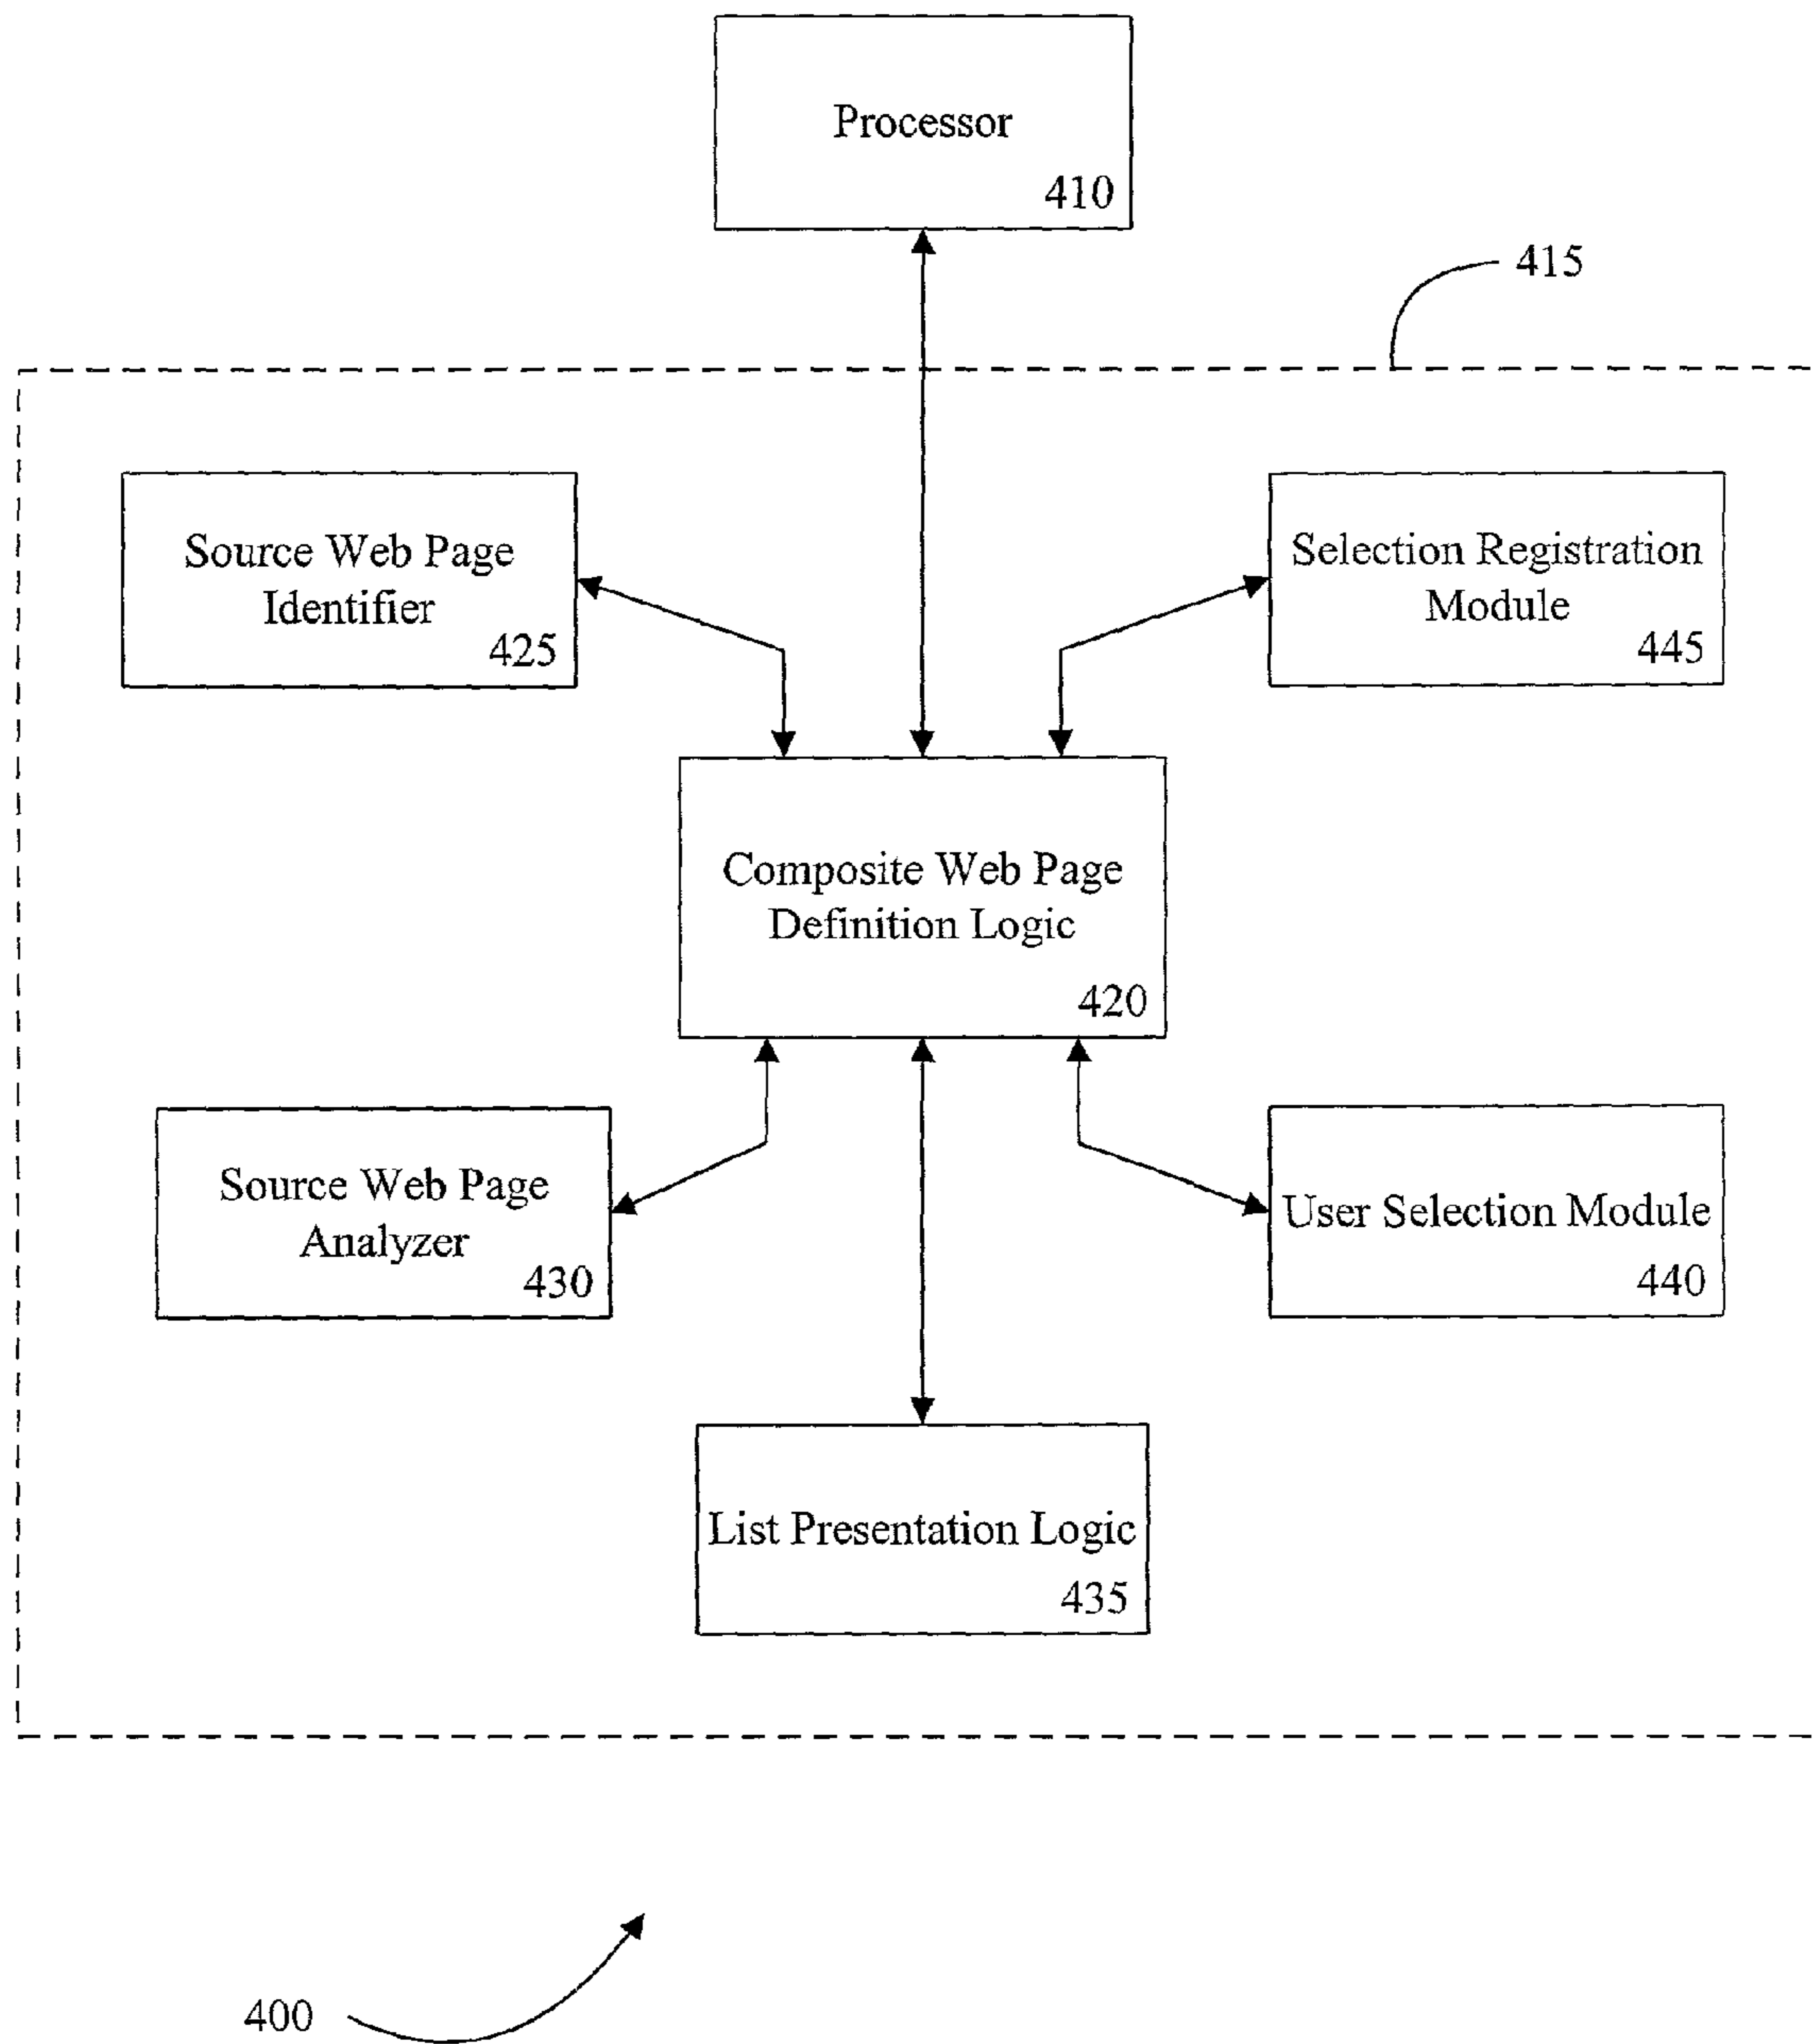 Processor
410
415
Source Web Page
Identifier
425
Selection Registration
Module
445
Composite Web Page
Definition Logic
420
Source Web Page
Analyzer
430
User Selection Module
440
List Presentation Logic
435
400